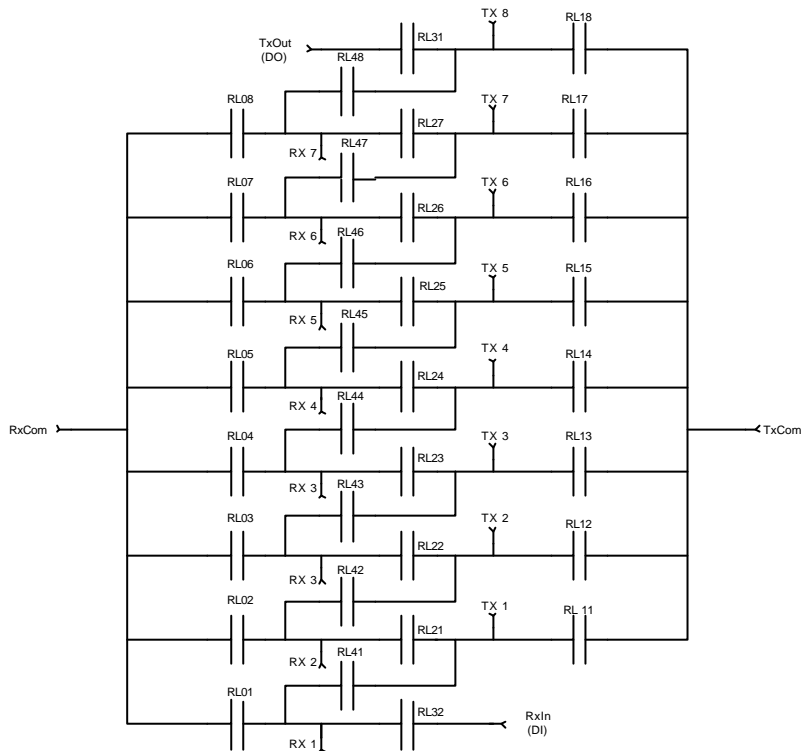 TX 8
RL18
RL31
TxOut
(DO)
RL48
RL08
TX 7
RL17
RL27
RX 7
RL47
RL07
TX 6
RL16
RL26
RX 6
RL46
RL06
TX 5
RL15
RL25
RX 5
RL45
RL05
TX 4
RL14
RL24
RX 4
RL44
RxCom
TxCom
RL04
TX 3
RL13
RL23
RX 3
RL43
RL03
TX 2
RL12
RL22
RX 3
RL42
RL02
TX 1
RL 11
RL21
RX 2
RL41
RL01
RL32
RxIn
(DI)
RX 1